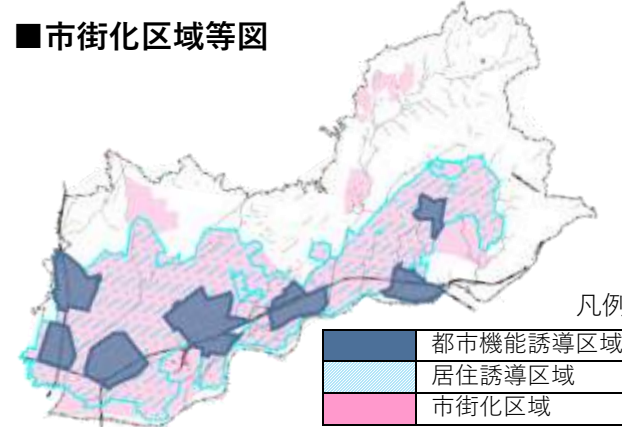 ■市街化区域等図
凡例
都市機能誘導区域
居住誘導区域
市街化区域